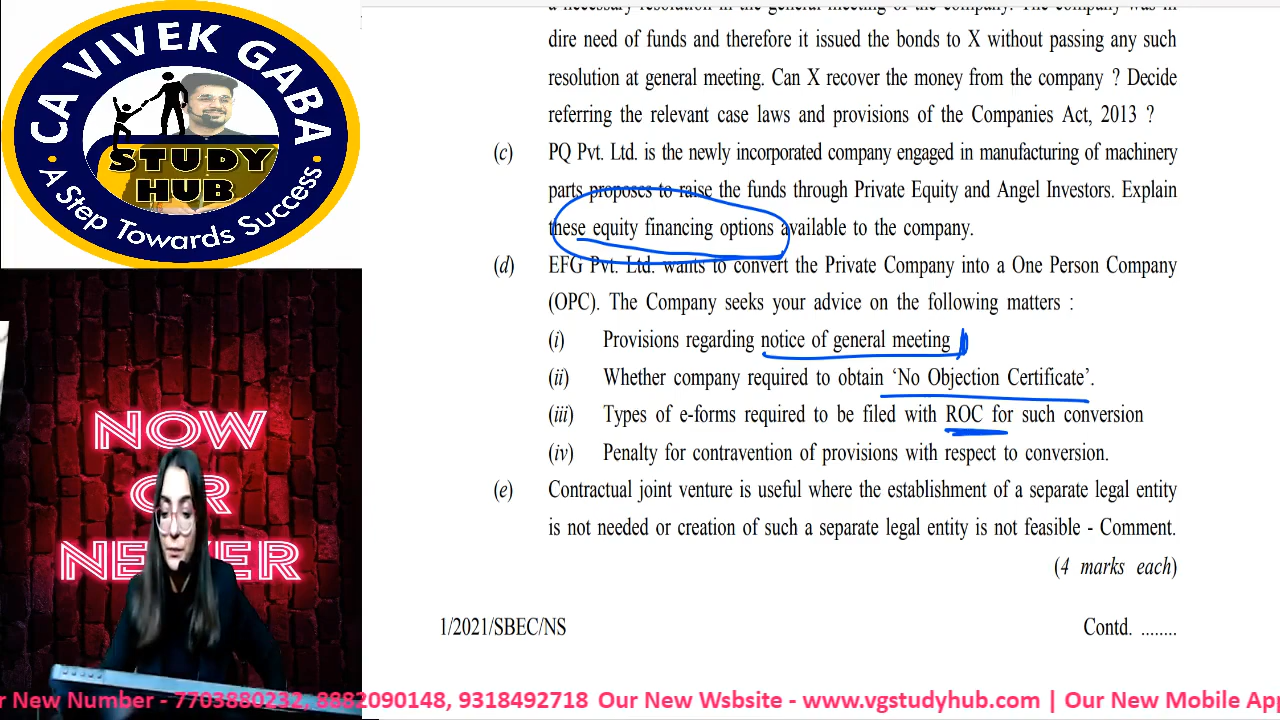 CA VIVEK GABA
STUDY
HUB
A Step Towards Success
NOW
OR
NEVER
a necessary resolution in the general meeting of the company. The company was in
dire need of funds and therefore it issued the bonds to X without passing any such
resolution at general meeting. Can X recover the money from the company ? Decide
referring the relevant case laws and provisions of the Companies Act, 2013 ?
(c) PQ Pvt. Ltd. is the newly incorporated company engaged in manufacturing of machinery
parts proposes to raise the funds through Private Equity and Angel Investors. Explain
these equity financing options available to the company.
(d) EFG Pvt. Ltd. wants to convert the Private Company into a One Person Company
(OPC). The Company seeks your advice on the following matters :
(i) Provisions regarding notice of general meeting
(ii) Whether company required to obtain ‘No Objection Certificate’.
(iii) Types of e-forms required to be filed with ROC for such conversion
(iv) Penalty for contravention of provisions with respect to conversion.
(e) Contractual joint venture is useful where the establishment of a separate legal entity
is not needed or creation of such a separate legal entity is not feasible - Comment.
(4 marks each)
1/2021/SBEC/NS Contd. ........
r New Number - 7703880232, 8882090148, 9318492718 Our New Wsbsite - www.vgstudyhub.com | Our New Mobile App